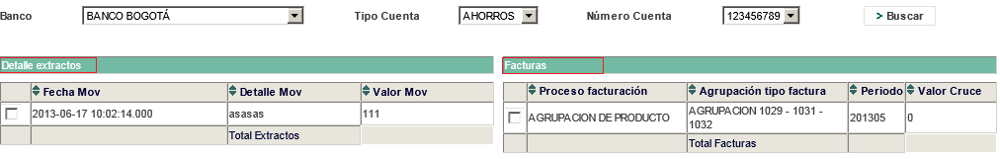 Banco BANCO BOGOTÁ Tipo Cuenta AHORROS Número Cuenta 123456789 > Buscar
Detalle extractos
Fecha Mov Detalle Mov Valor Mov
2013-06-17 10:02:14.000 asasas 111
Total Extractos
Facturas
Proceso facturación Agrupación tipo factura Periodo Valor Cruce
AGRUPACION DE PRODUCTO AGRUPACION 1029 - 1031 - 201305 0
1032
Total Facturas